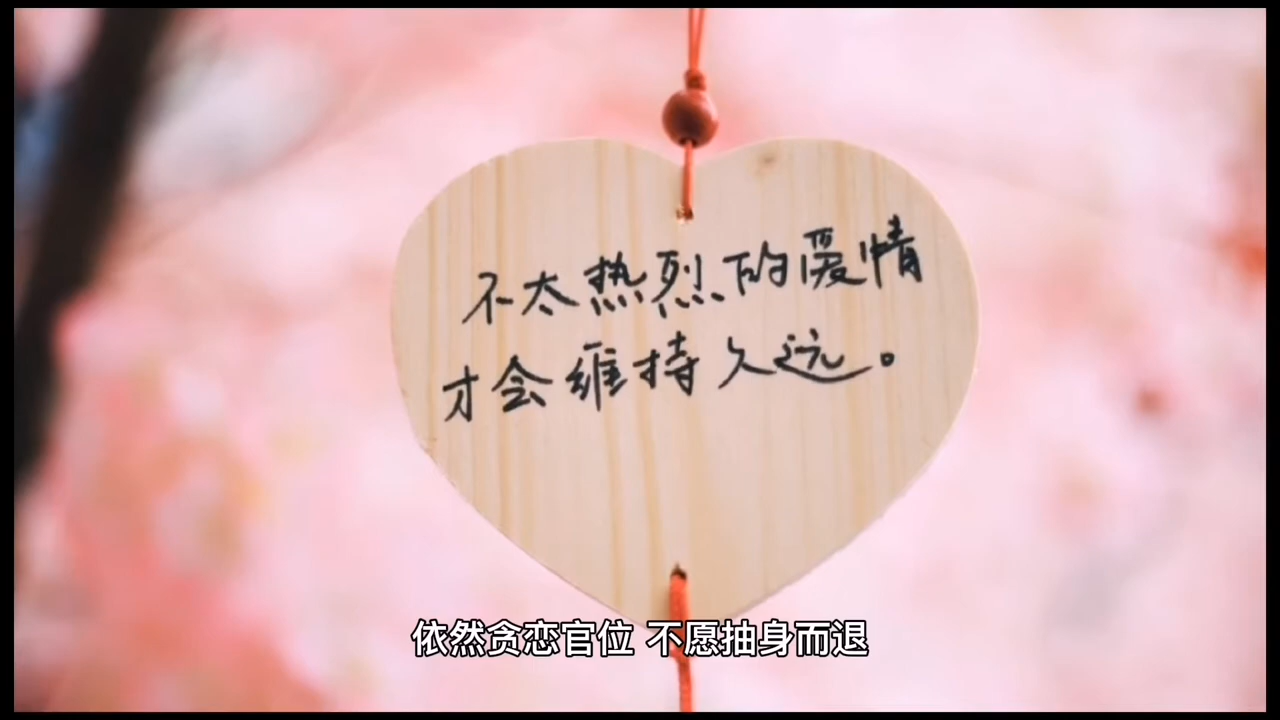 不太热烈的爱情
才会维持久远。
依然贪恋官位 不愿抽身而退